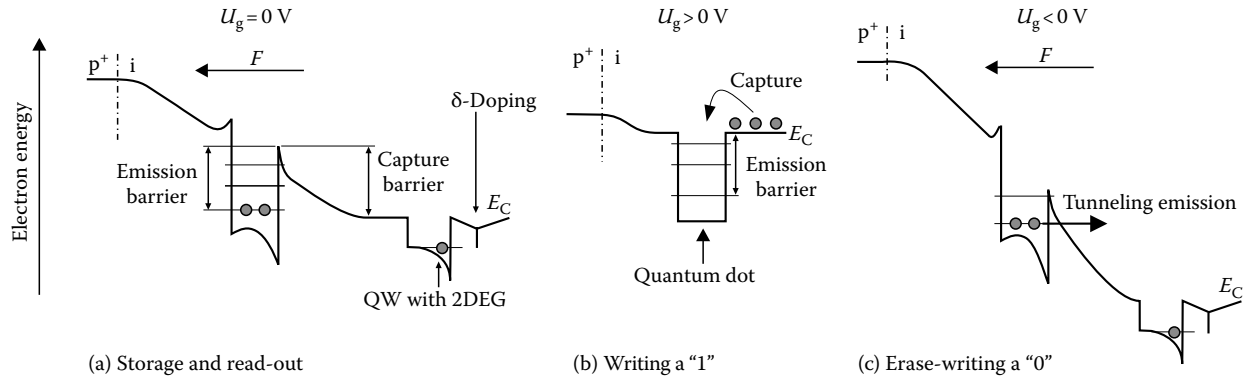 U_g = 0 V
U_g > 0 V
U_g < 0 V
Electron energy
p⁺ i
F
δ-Doping
Emission
barrier
Capture
barrier
E_C
QW with 2DEG
(a) Storage and read-out
p⁺ i
Capture
E_C
Emission
barrier
Quantum dot
(b) Writing a “1”
p⁺ i
F
Tunneling emission
E_C
(c) Erase-writing a “0”